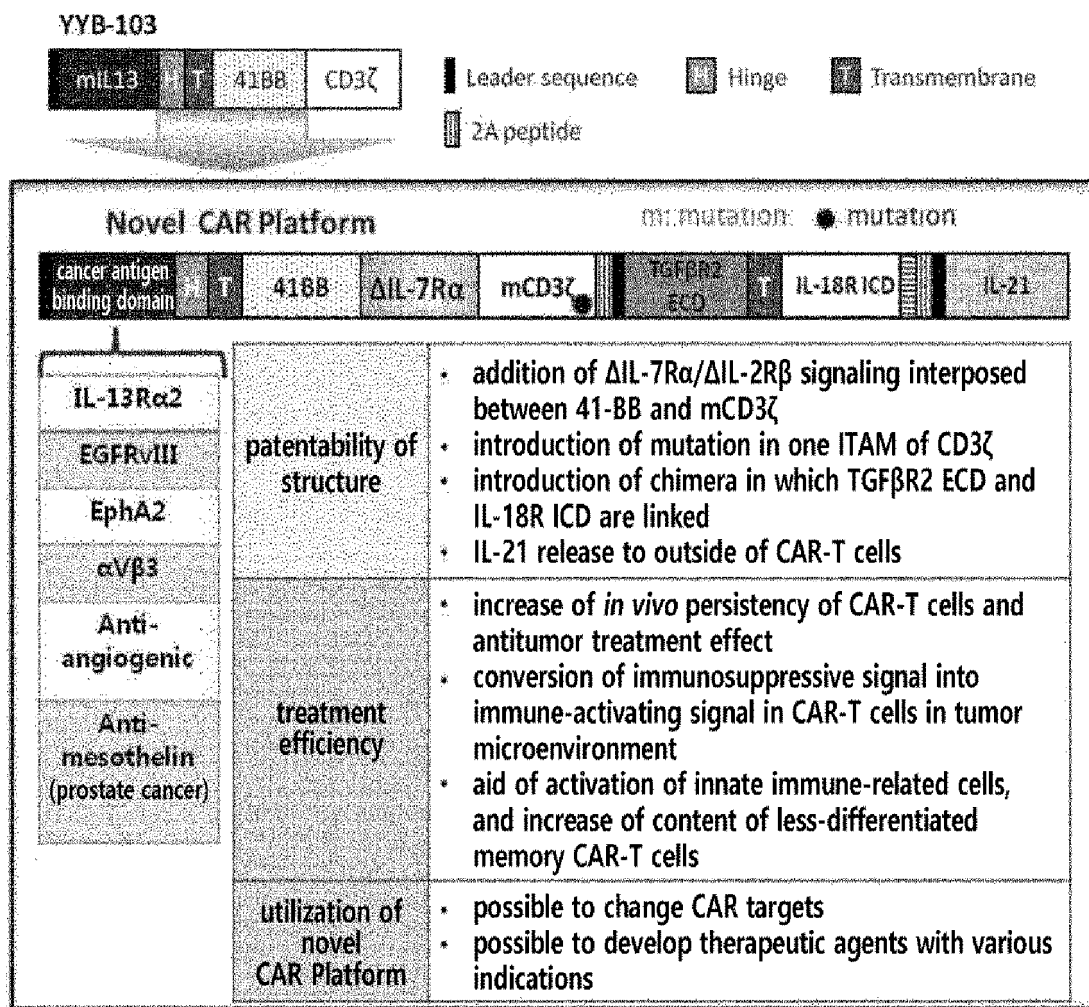 YYB-103
mIL13 H T 41BB CD3ζ
Leader sequence
H Hinge
T Transmembrane
2A peptide
Novel CAR Platform
m: mutation: mutation
cancer antigen
binding domain
H T 41BB ΔIL-7Rα mCD3ζ
TGFβR2
ECD
T IL-18R ICD IL-21
IL-13Rα2
EGFRvIII
EphA2
αVβ3
Anti-
angiogenic
Anti-
mesothelin
(prostate cancer)
patentability of
structure
• addition of ΔIL-7Rα/ΔIL-2Rβ signaling interposed
between 41-BB and mCD3ζ
• introduction of mutation in one ITAM of CD3ζ
• introduction of chimera in which TGFβR2 ECD and
IL-18R ICD are linked
• IL-21 release to outside of CAR-T cells
treatment
efficiency
• increase of in vivo persistency of CAR-T cells and
antitumor treatment effect
• conversion of immunosuppressive signal into
immune-activating signal in CAR-T cells in tumor
microenvironment
• aid of activation of innate immune-related cells,
and increase of content of less-differentiated
memory CAR-T cells
utilization of
novel
CAR Platform
• possible to change CAR targets
• possible to develop therapeutic agents with various
indications